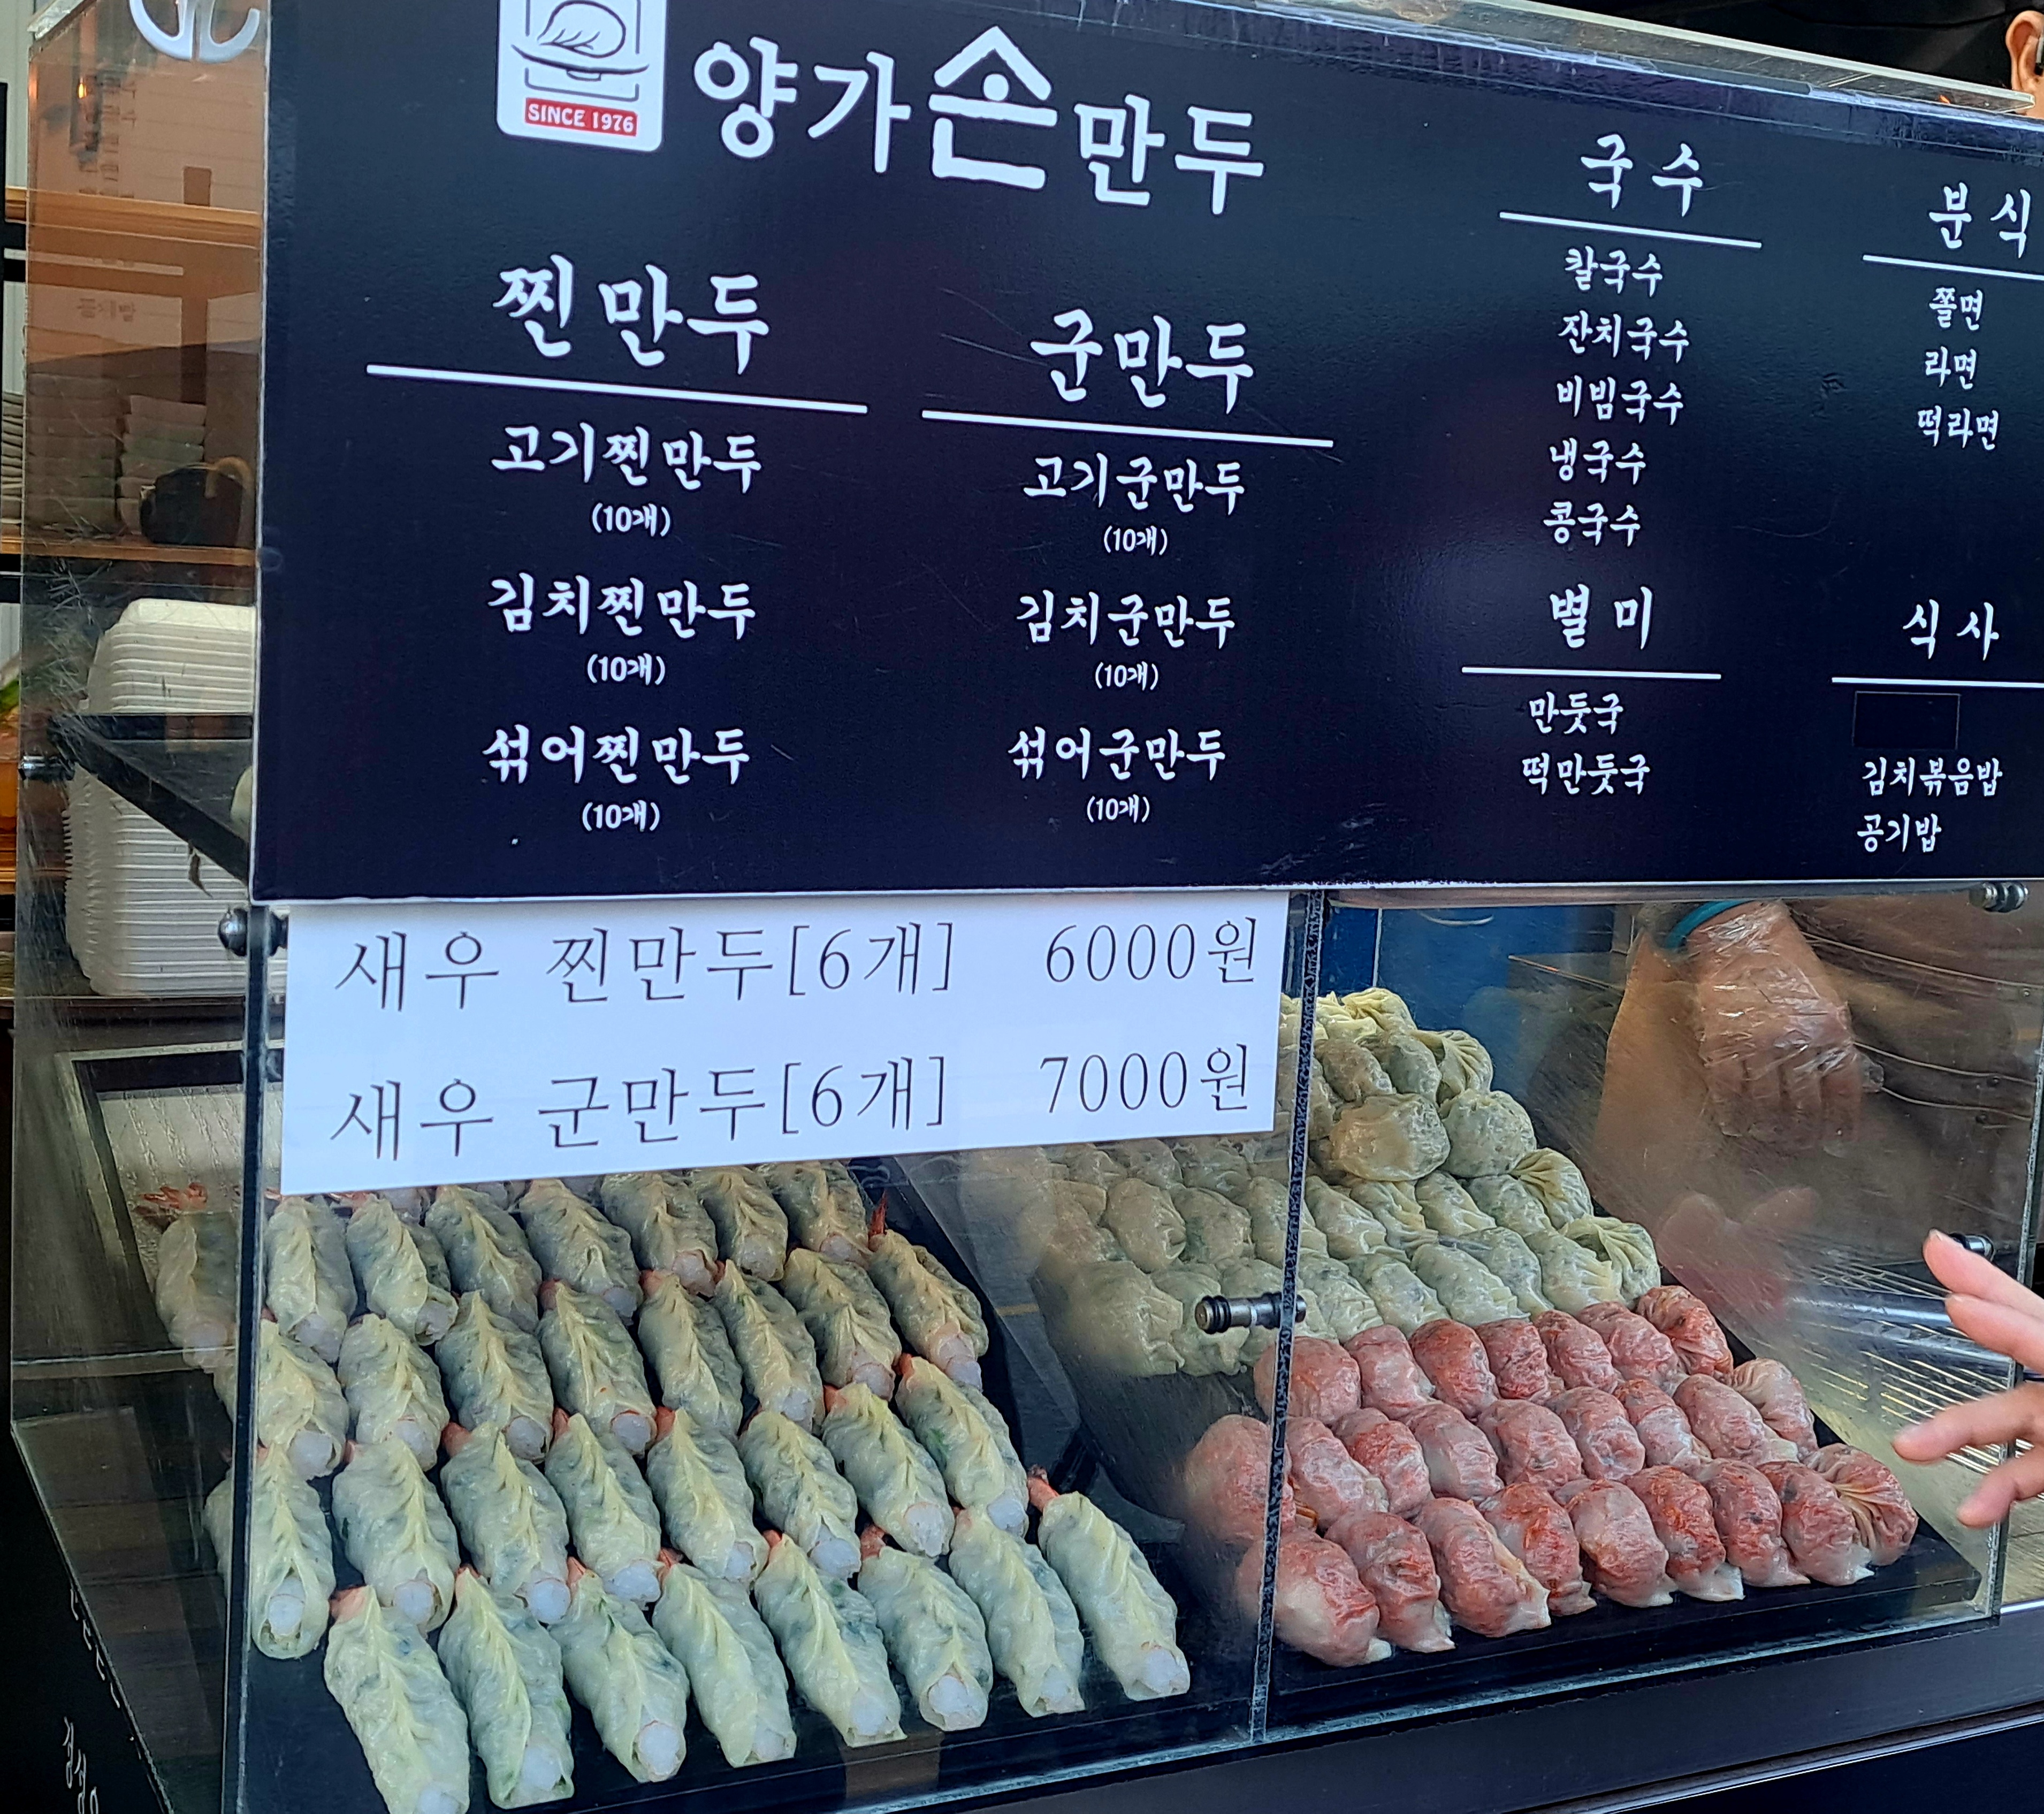 SINCE 1976
양가손만두
찐만두
고기찐만두
(10개)
김치찐만두
(10개)
섞어찐만두
(10개)
군만두
고기군만두
(10개)
김치군만두
(10개)
섞어군만두
(10개)
국수
칼국수
잔치국수
비빔국수
냉국수
콩국수
별미
만둣국
떡만둣국
분식
쫄면
라면
떡라면
식사
김치볶음밥
공기밥
새우 찐만두[6개] 6000원
새우 군만두[6개] 7000원